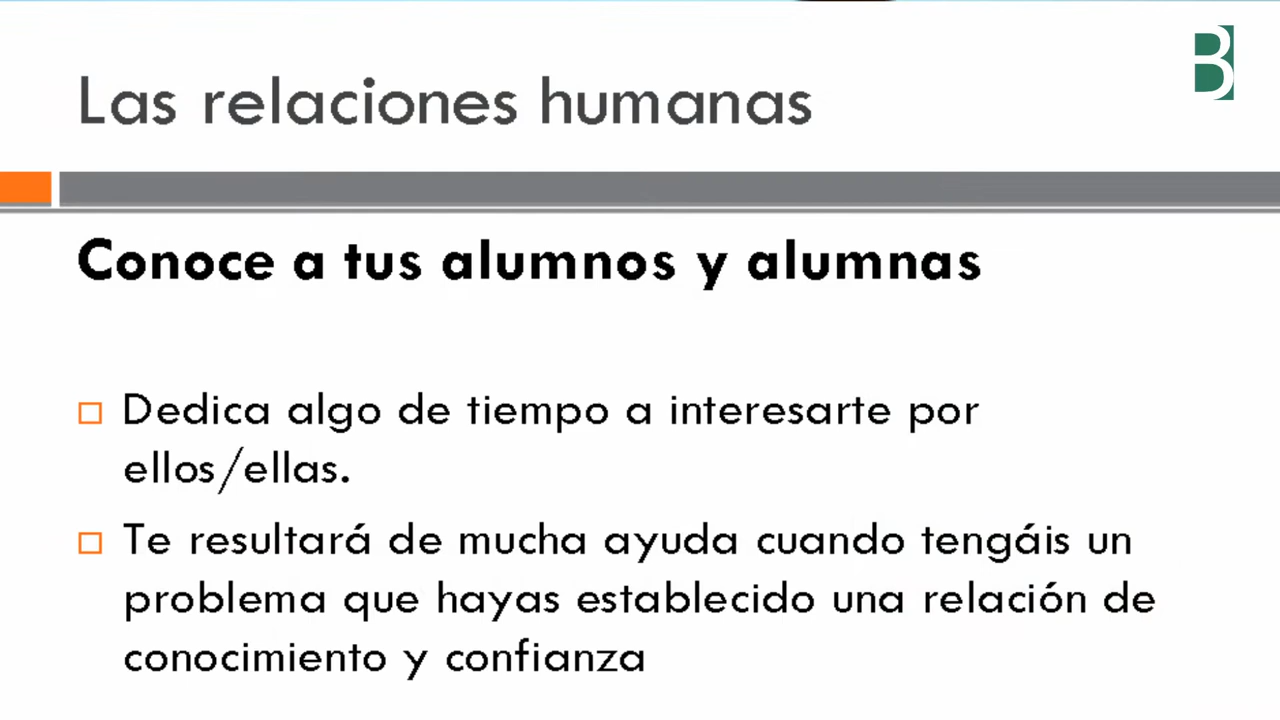 B
Las relaciones humanas
Conoce a tus alumnos y alumnas
Dedica algo de tiempo a interesarte por
ellos/ellas.
Te resultará de mucha ayuda cuando tengáis un
problema que hayas establecido una relación de
conocimiento y confianza